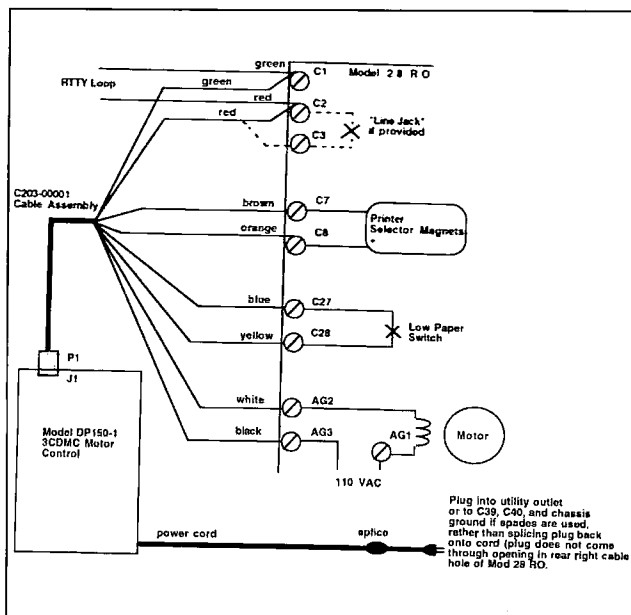 green
C1
Model 28 RO
green
RTTY Loop
red
C2
"Line Jack"
if provided
red
C3
C203-00001
Cable Assembly
brown
C7
Printer
Selector Magnets
orange
C8
blue
C27
Low Paper
Switch
yellow
C28
P1
J1
white
AG2
Model DP150-1
3CDMC Motor
Control
black
AG3
AG1
Motor
110 VAC
Plug into utility outlet
or to C39, C40, and chassis
ground if spades are used,
rather than splicing plug back
onto cord (plug does not come
through opening in rear right cable
hole of Mod 28 RO.
power cord
splice